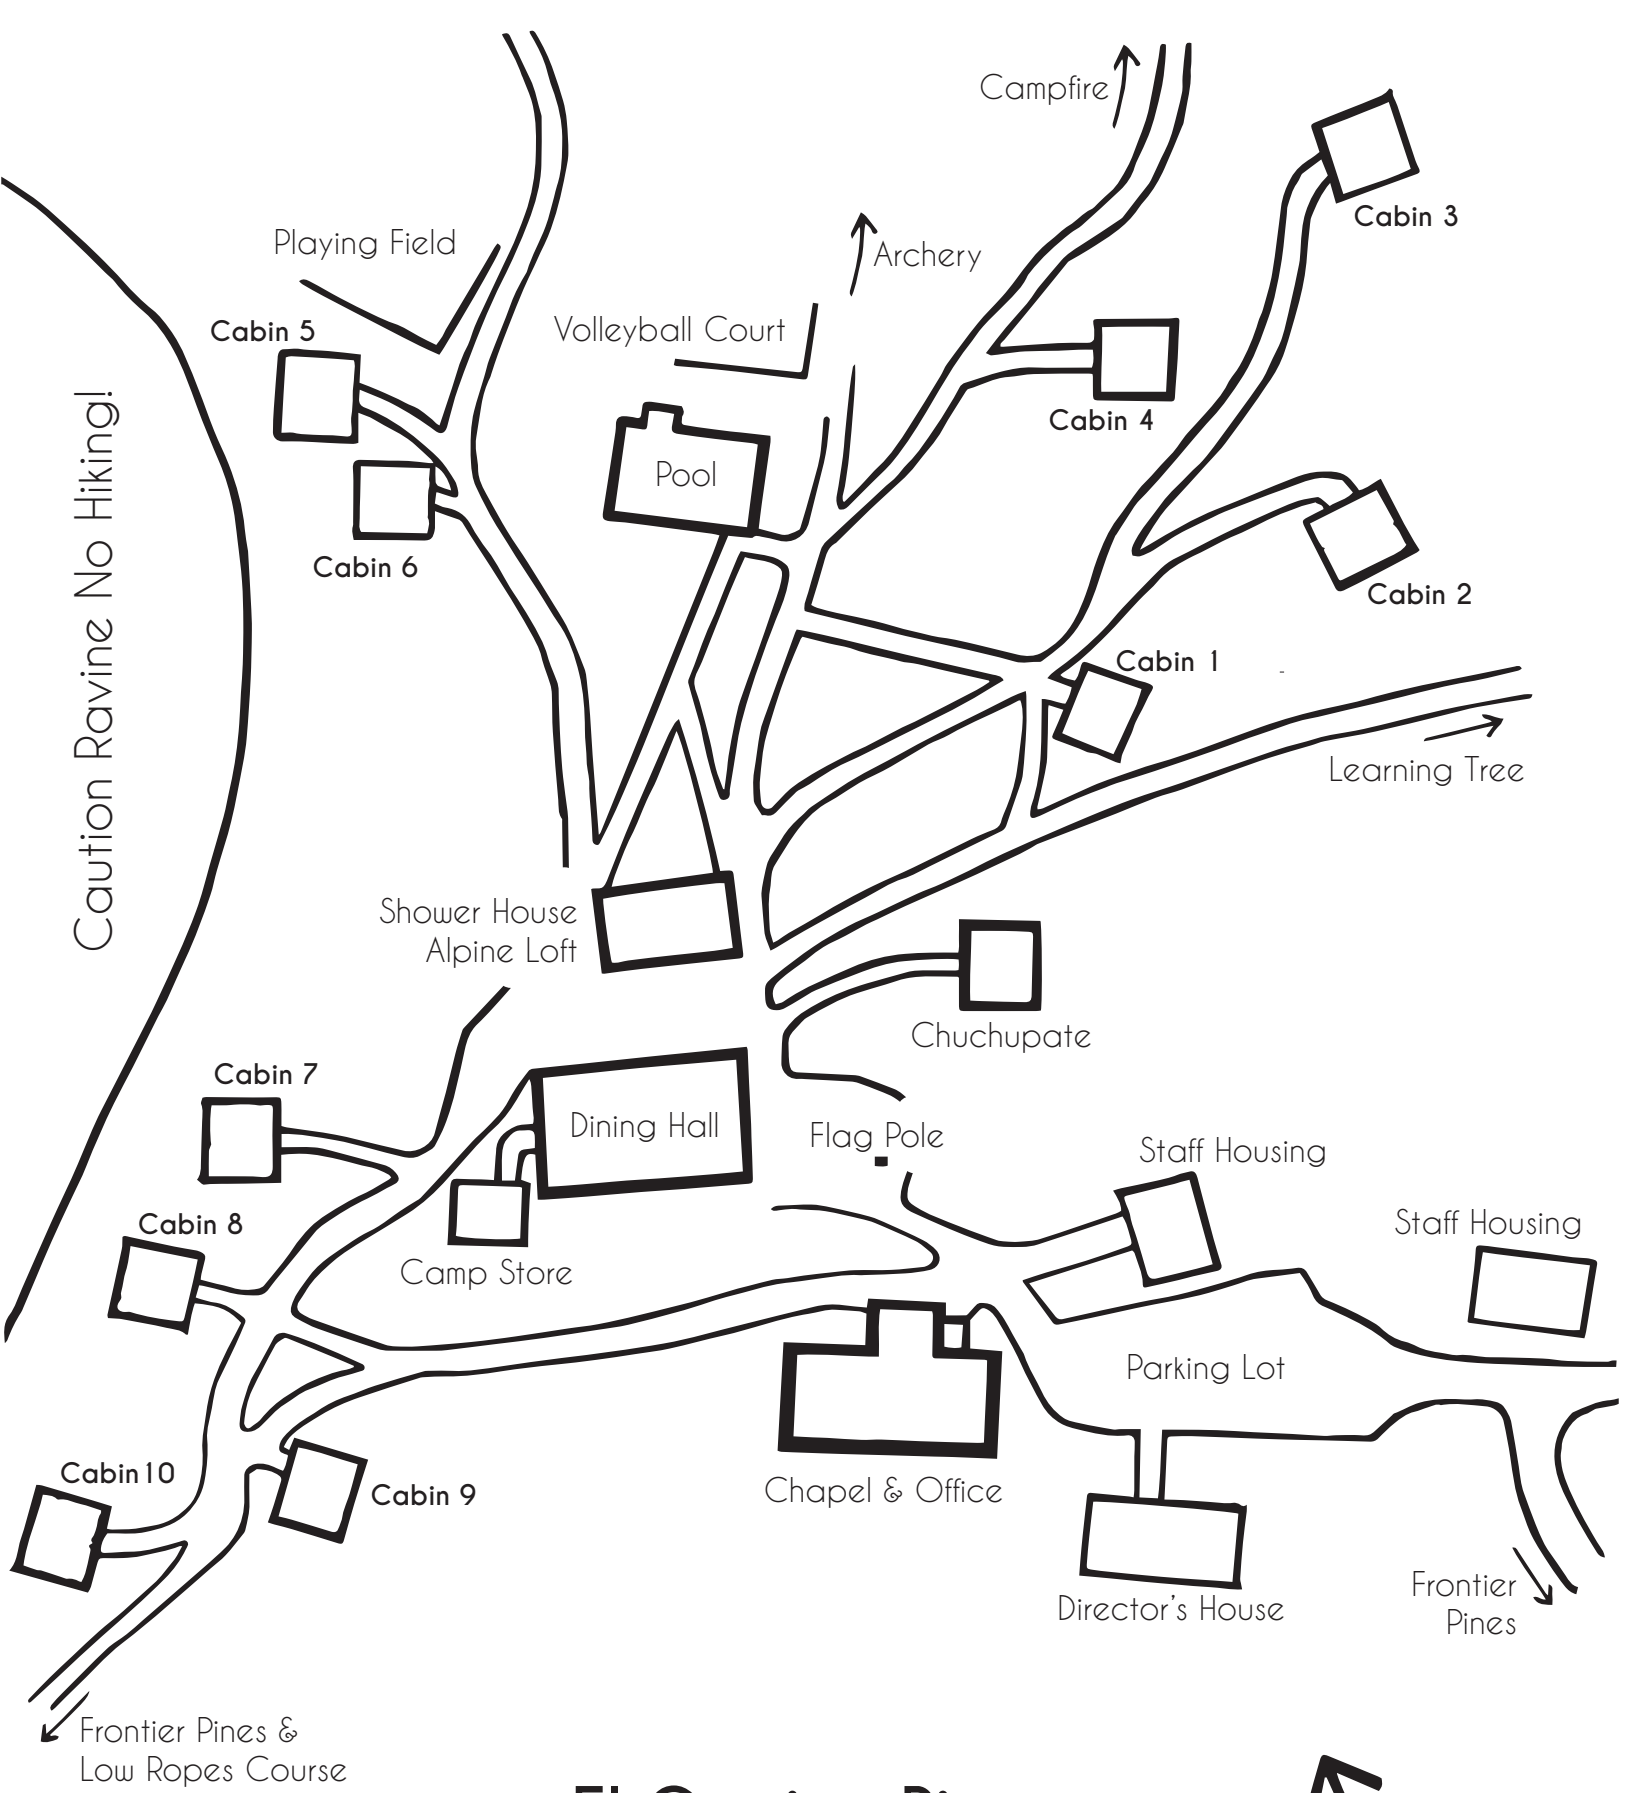 Campfire
Cabin 3
Playing Field
Archery
Cabin 5
Volleyball Court
Cabin 4
Caution Ravine No Hiking!
Pool
Cabin 6
Cabin 2
Cabin 1
Learning Tree
Shower House
Alpine Loft
Chuchupate
Cabin 7
Dining Hall
Flag Pole
Staff Housing
Cabin 8
Staff Housing
Camp Store
Parking Lot
Cabin10
Cabin 9
Chapel & Office
Director's House
Frontier
Pines
Frontier Pines &
Low Ropes Course